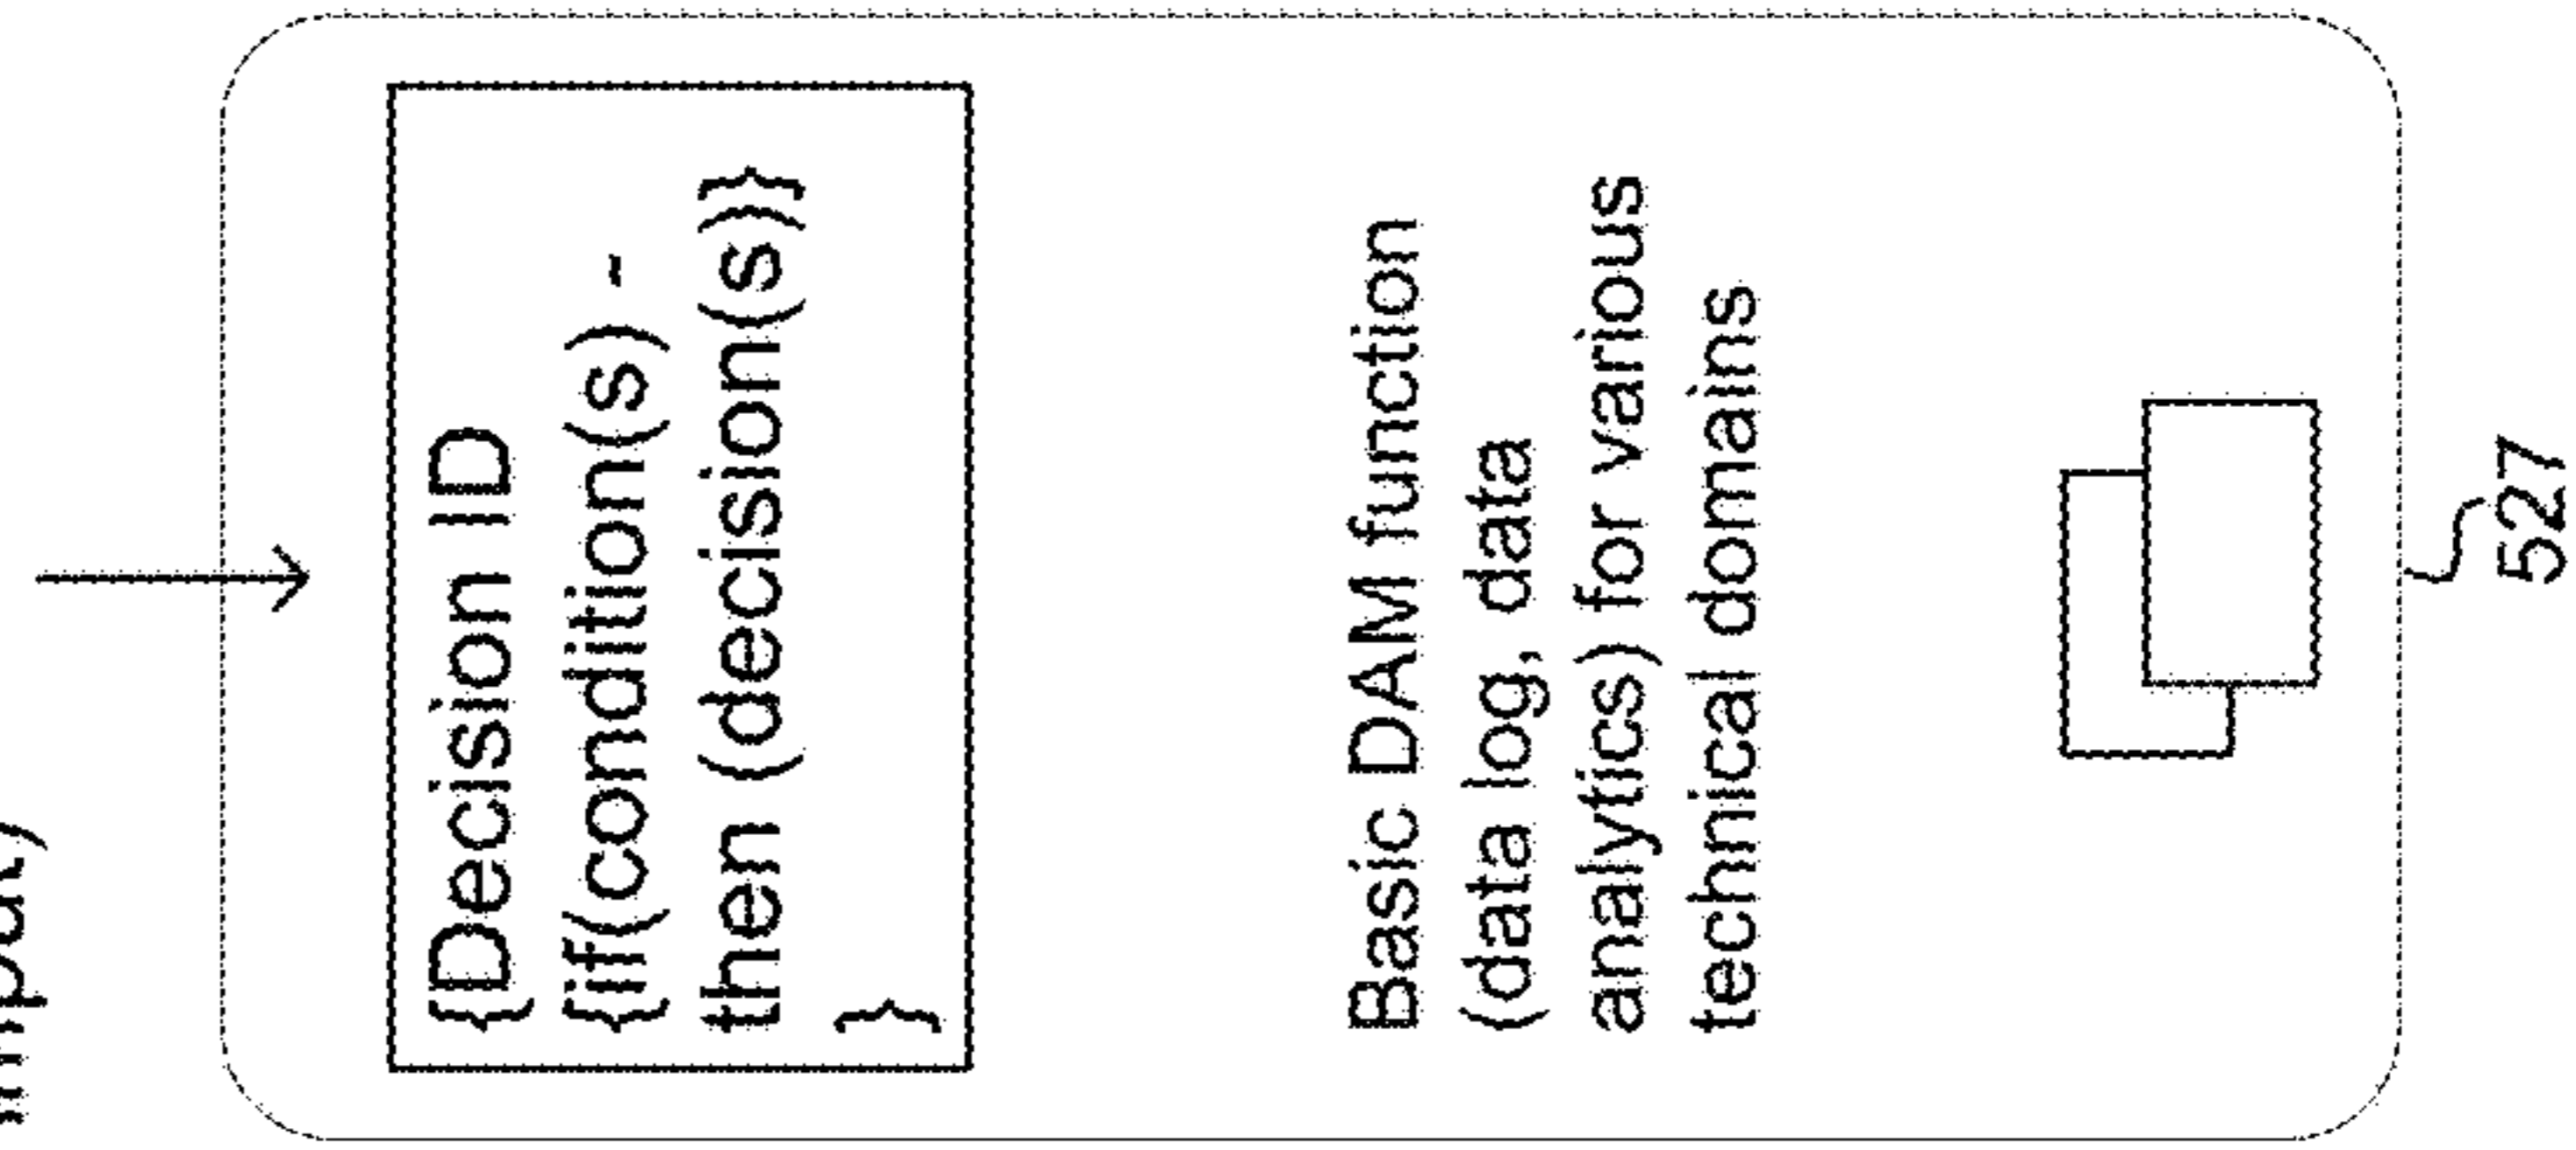 {Decision ID
{if(condition(s) -
then (decision(s)}
}
Basic DAM function
(data log, data
analytics) for various
technical domains
527